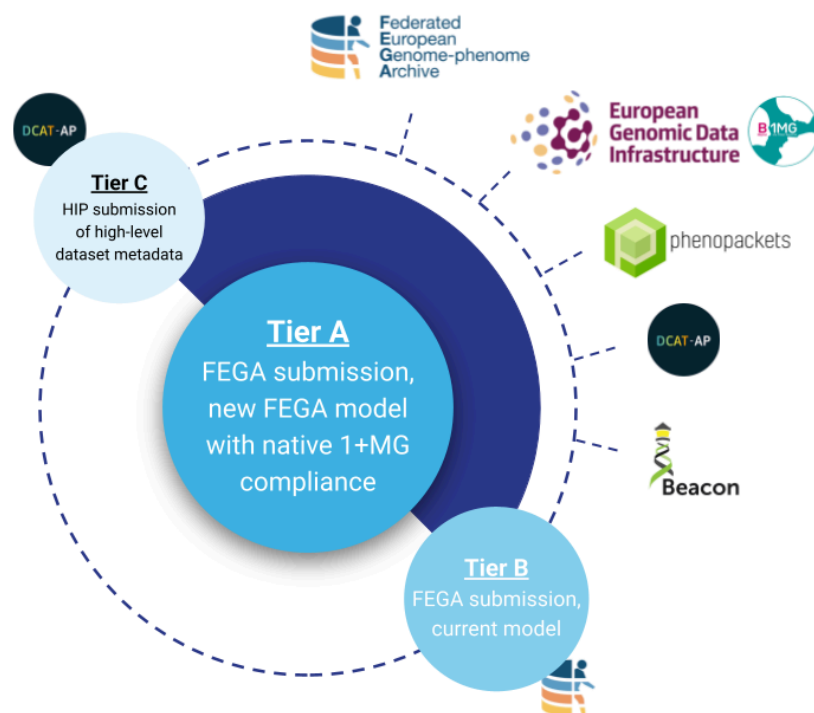 Federated
European
Genome-phenome
Archive
DCAT-AP
European
Genomic Data
Infrastructure
B1MG
Tier C
HIP submission
of high-level
dataset metadata
phenopackets
Tier A
FEGA submission,
new FEGA model
with native 1+MG
compliance
DCAT-AP
Beacon
Tier B
FEGA submission,
current model